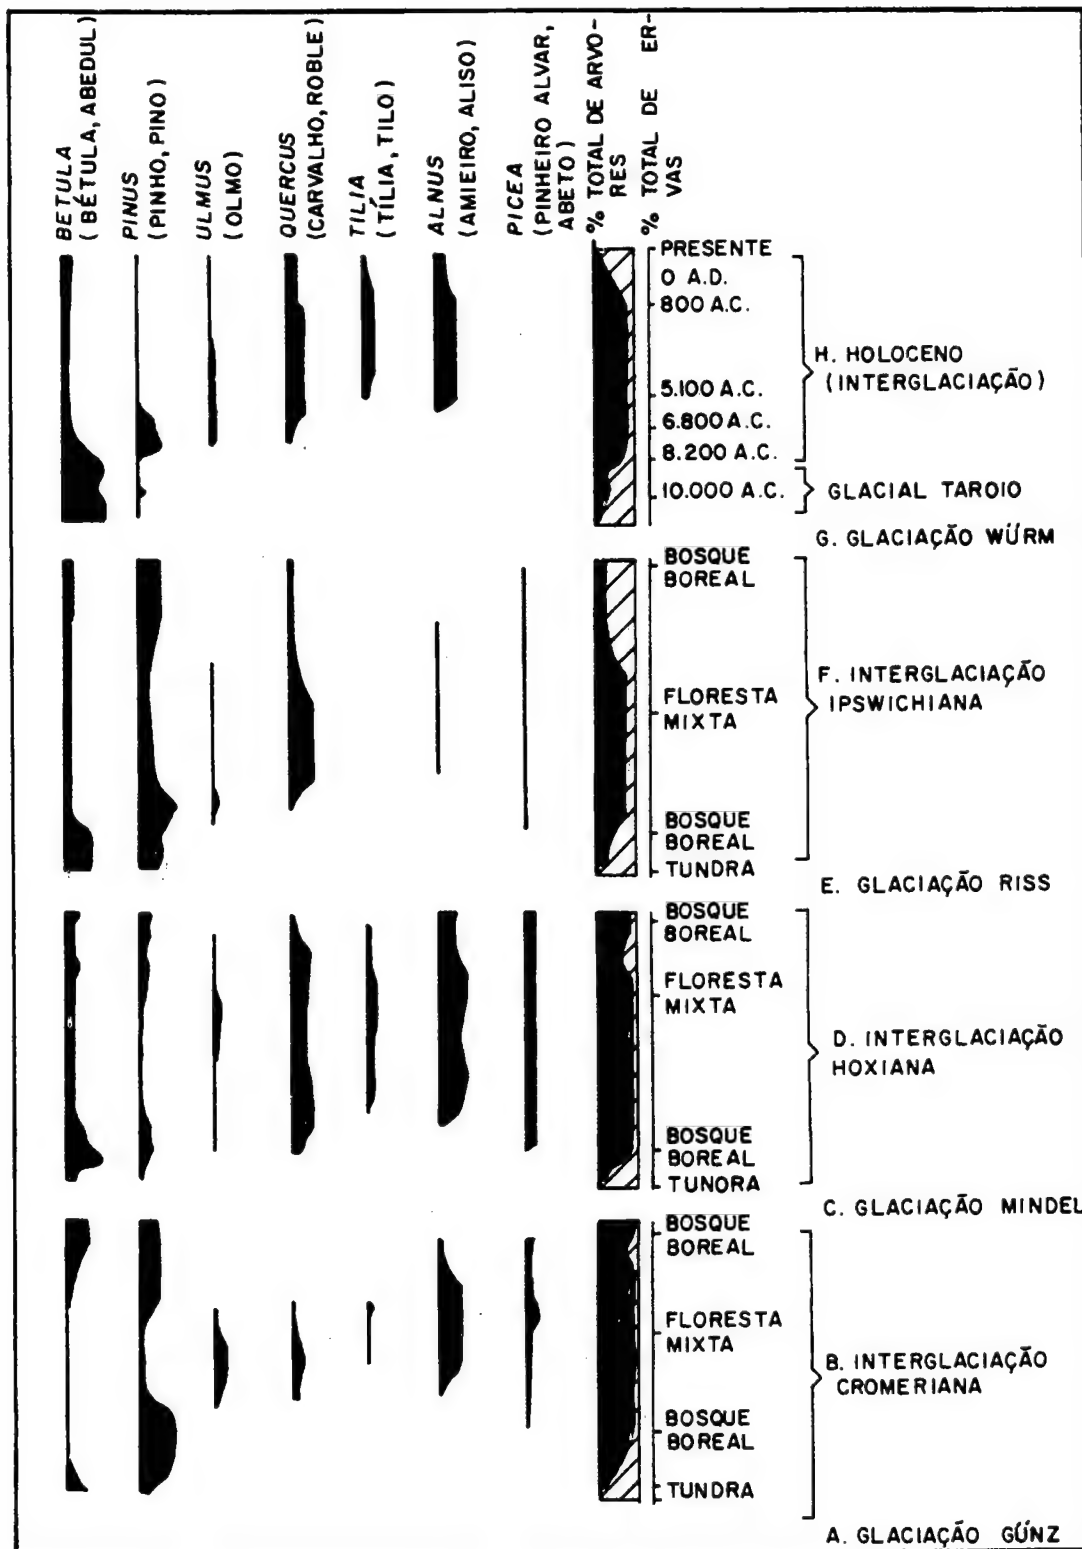 BETULA
(BÉTULA, ABEDUL)
PINUS
(PINHO, PINO)
ULMUS
(OLMO)
QUERCUS
(CARVALHO, ROBLE)
TILIA
(TÍLIA, TILO)
ALNUS
(AMIEIRO, ALISO)
PICEA
(PINHEIRO ALVAR,
ABETO)
% TOTAL DE ARVO-
RES
% TOTAL DE ER-
VAS
PRESENTE
0 A.D.
800 A.C.
5.100 A.C.
6.800 A.C.
8.200 A.C.
10.000 A.C.
H. HOLOCENO
(INTERGLACIAÇÃO)
GLACIAL TAROIO
G. GLACIAÇÃO WÜRM
BOSQUE
BOREAL
FLORESTA
MIXTA
BOSQUE
BOREAL
TUNDRA
F. INTERGLACIAÇÃO
IPSWICHIANA
E. GLACIAÇÃO RISS
BOSQUE
BOREAL
FLORESTA
MIXTA
BOSQUE
BOREAL
TUNORA
D. INTERGLACIAÇÃO
HOXIANA
C. GLACIAÇÃO MINDEL
BOSQUE
BOREAL
FLORESTA
MIXTA
BOSQUE
BOREAL
TUNDRA
B. INTERGLACIAÇÃO
CROMERIANA
A. GLACIAÇÃO GÜNZ